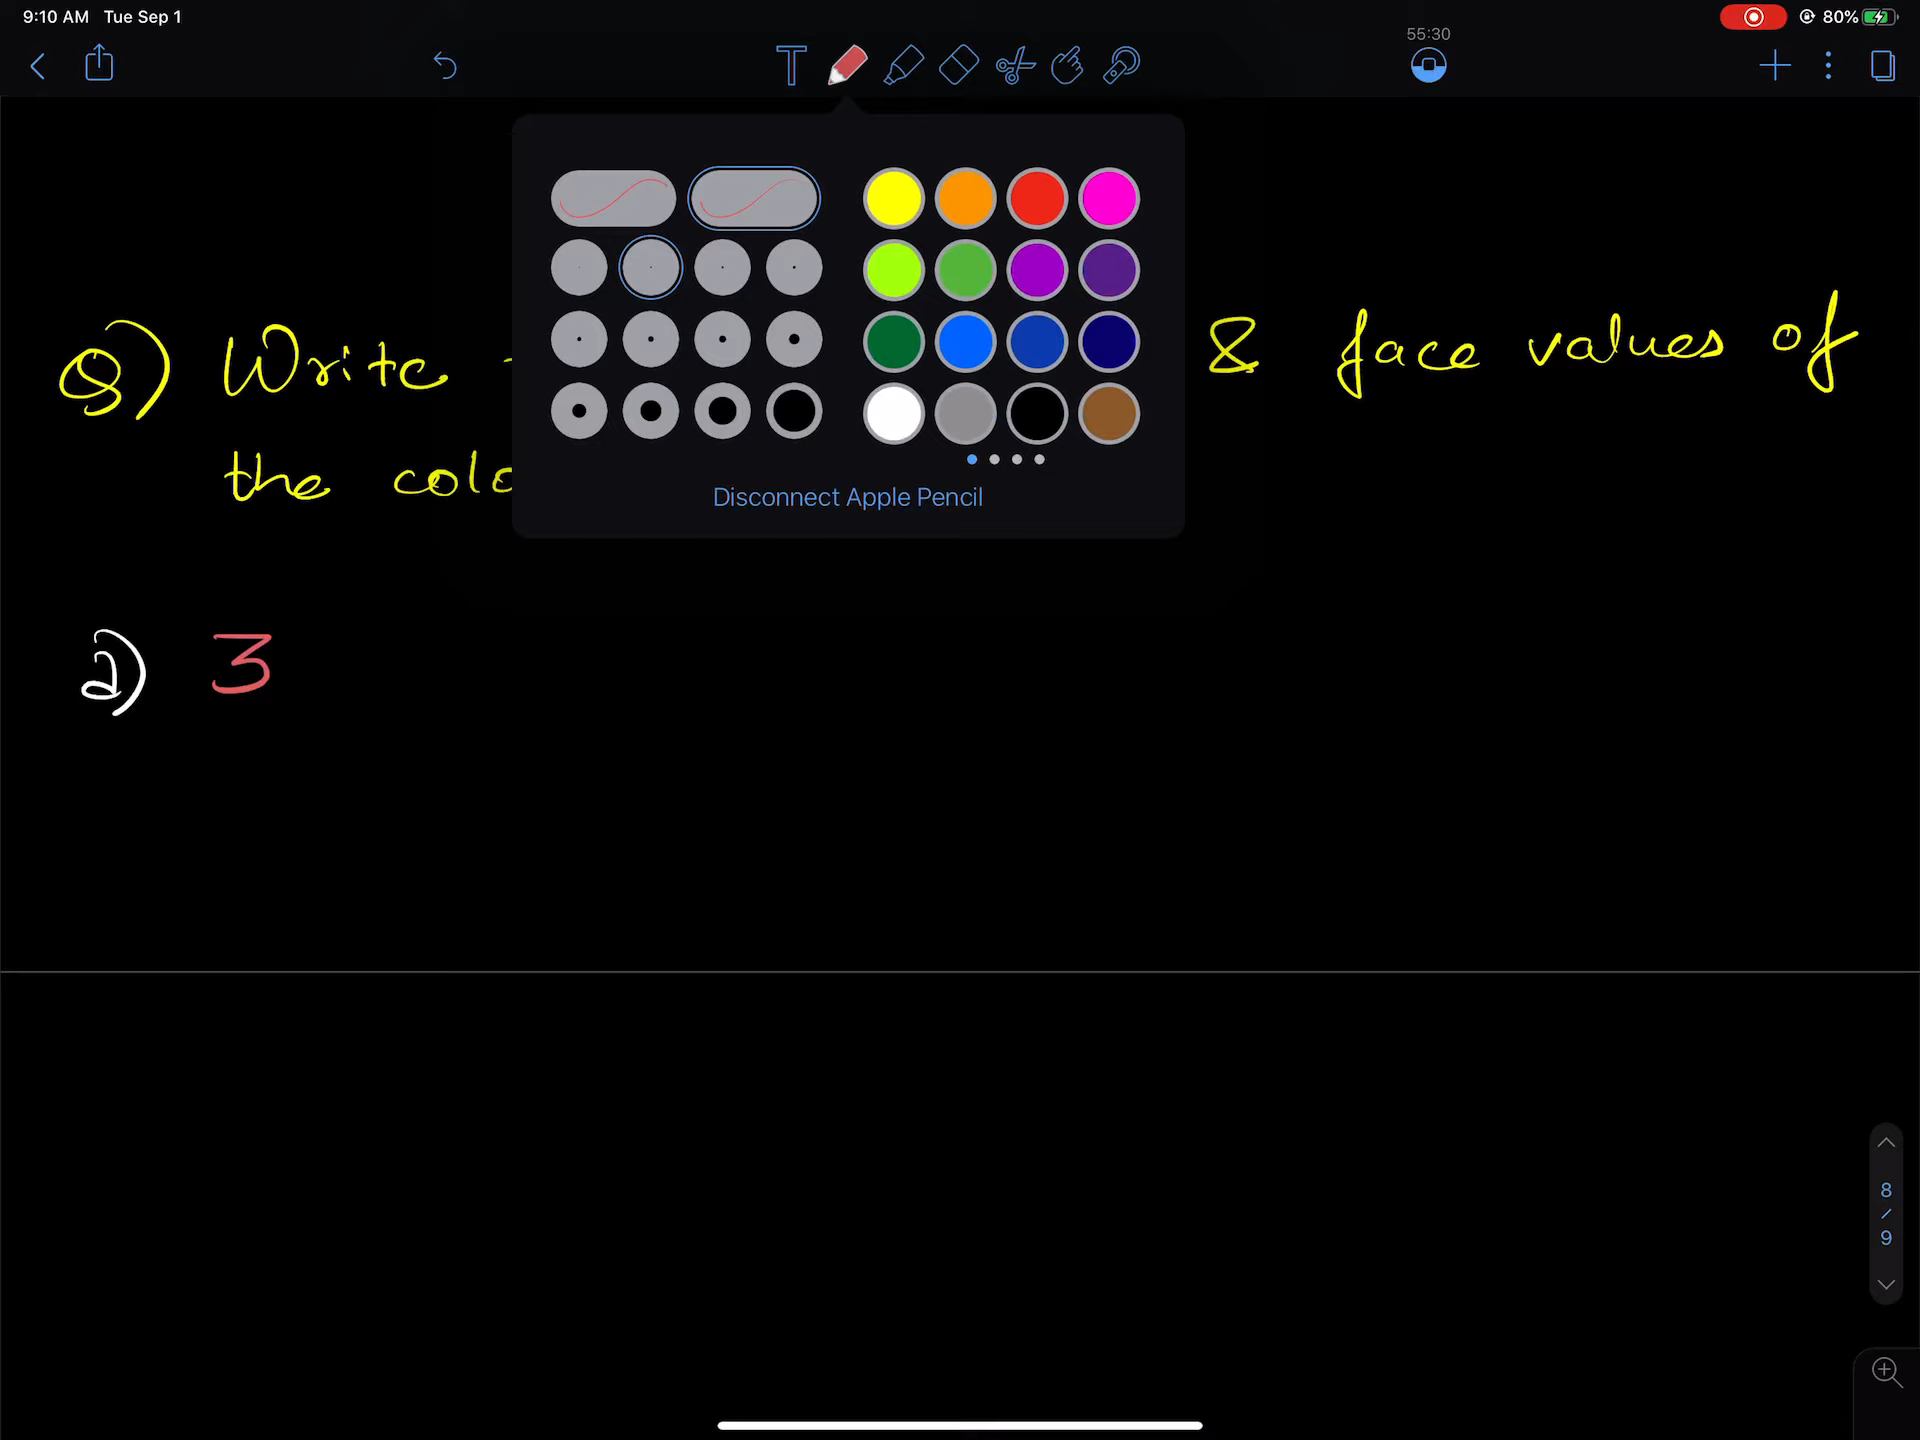 9:10 AM Tue Sep 1
80%
55:30
Q) Write & face values of
the colo
Disconnect Apple Pencil
a) 3
8
/
9